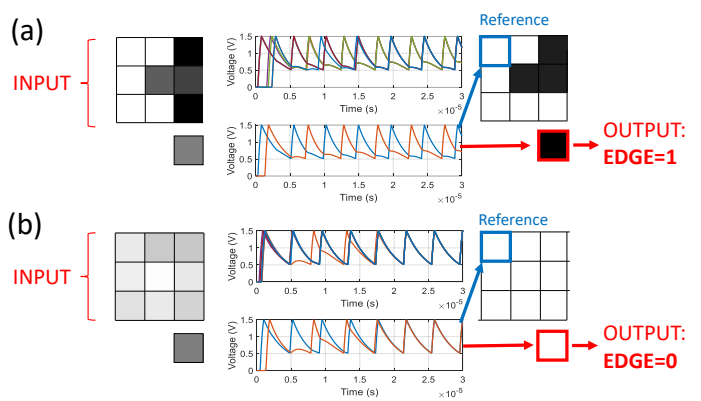 (a)
INPUT
Voltage (V)
1.5
1
0.5
0
0 0.5 1 1.5 2 2.5 3
Time (s)
×10⁻⁵
Voltage (V)
1.5
1
0.5
0
0 0.5 1 1.5 2 2.5 3
Time (s)
×10⁻⁵
Reference
OUTPUT:
EDGE=1
(b)
INPUT
Voltage (V)
1.5
1
0.5
0
0 0.5 1 1.5 2 2.5 3
Time (s)
×10⁻⁵
Voltage (V)
1.5
1
0.5
0
0 0.5 1 1.5 2 2.5 3
Time (s)
×10⁻⁵
Reference
OUTPUT:
EDGE=0